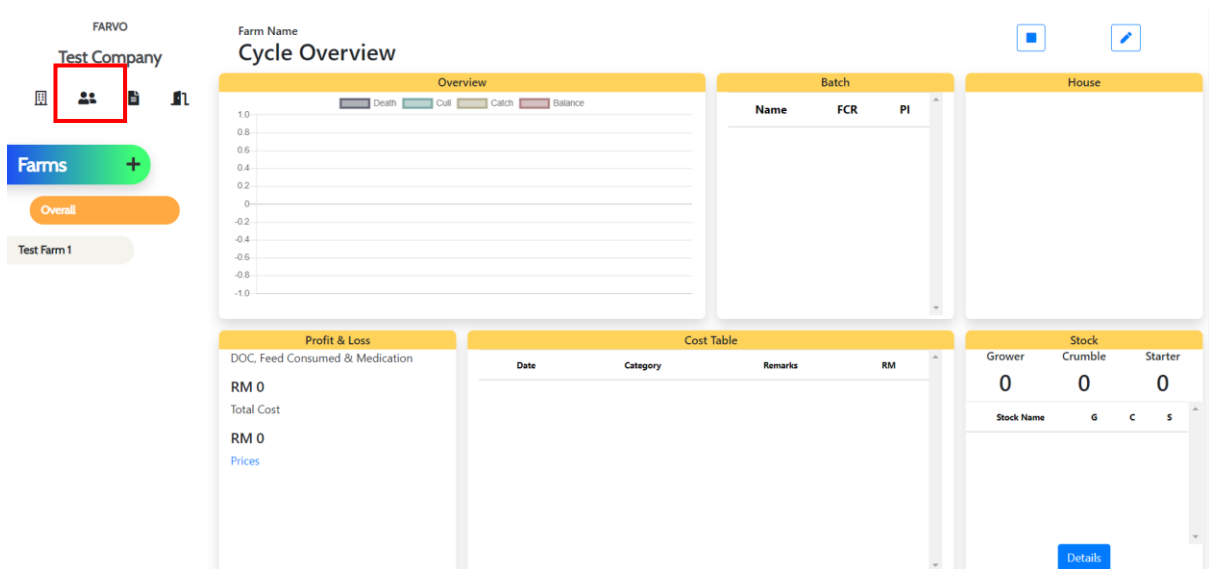 FARVO
Test Company
Farms +
Overall
Test Farm 1
Farm Name
Cycle Overview
Overview
Death Cull Catch Balance
1.0
0.8
0.6
0.4
0.2
0
-0.2
-0.4
-0.6
-0.8
-1.0
Batch
Name FCR PI
House
Profit & Loss
DOC, Feed Consumed & Medication
RM 0
Total Cost
RM 0
Prices
Cost Table
Date Category Remarks RM
Stock
Grower Crumble Starter
0 0 0
Stock Name G C S
Details